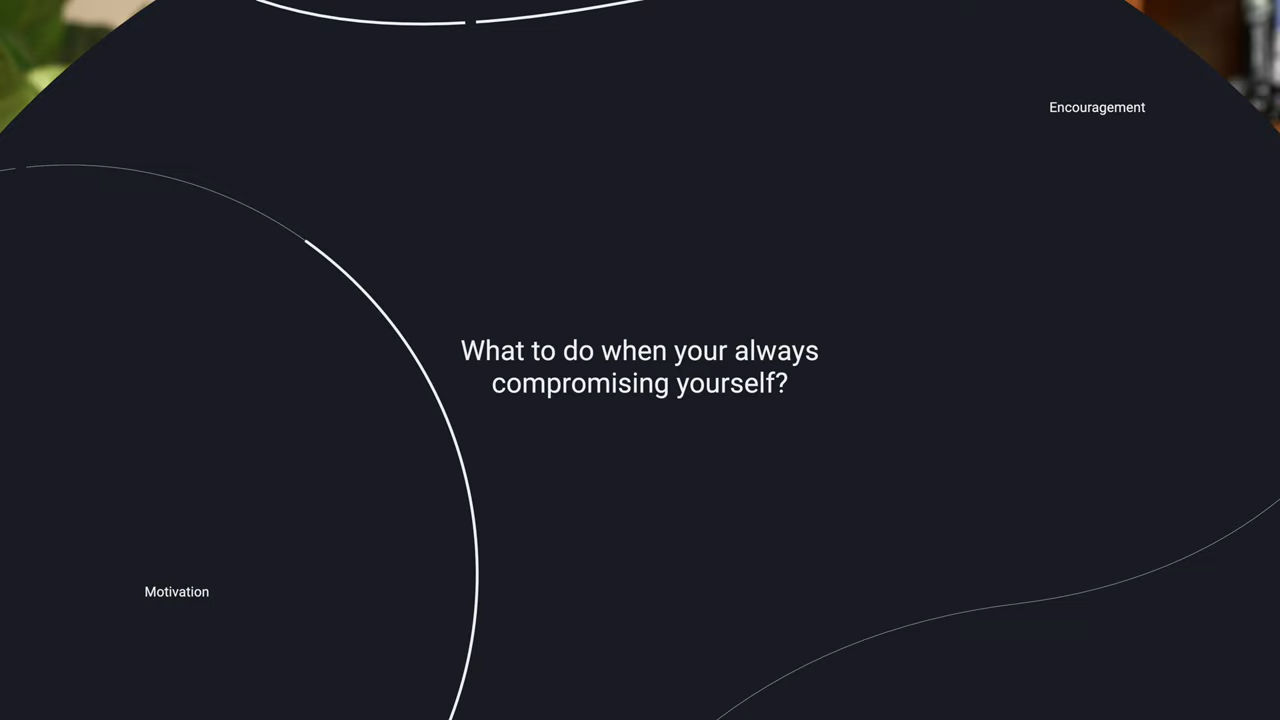 Encouragement
What to do when your always
compromising yourself?
Motivation